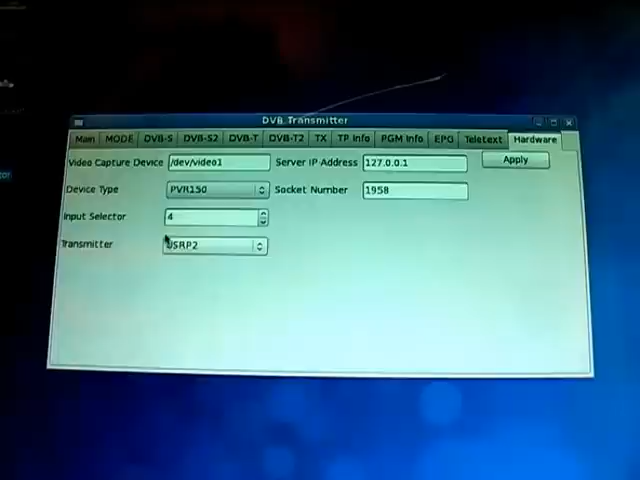 DVB Transmitter
Main MODE DVB-S DVB-S2 DVB-T DVB-T2 TX TP Info PGM Info EPG Teletext Hardware
Video Capture Device /dev/video1 Server IP Address 127.0.0.1 Apply
Device Type PVR150 Socket Number 1958
Input Selector 4
Transmitter USRP2